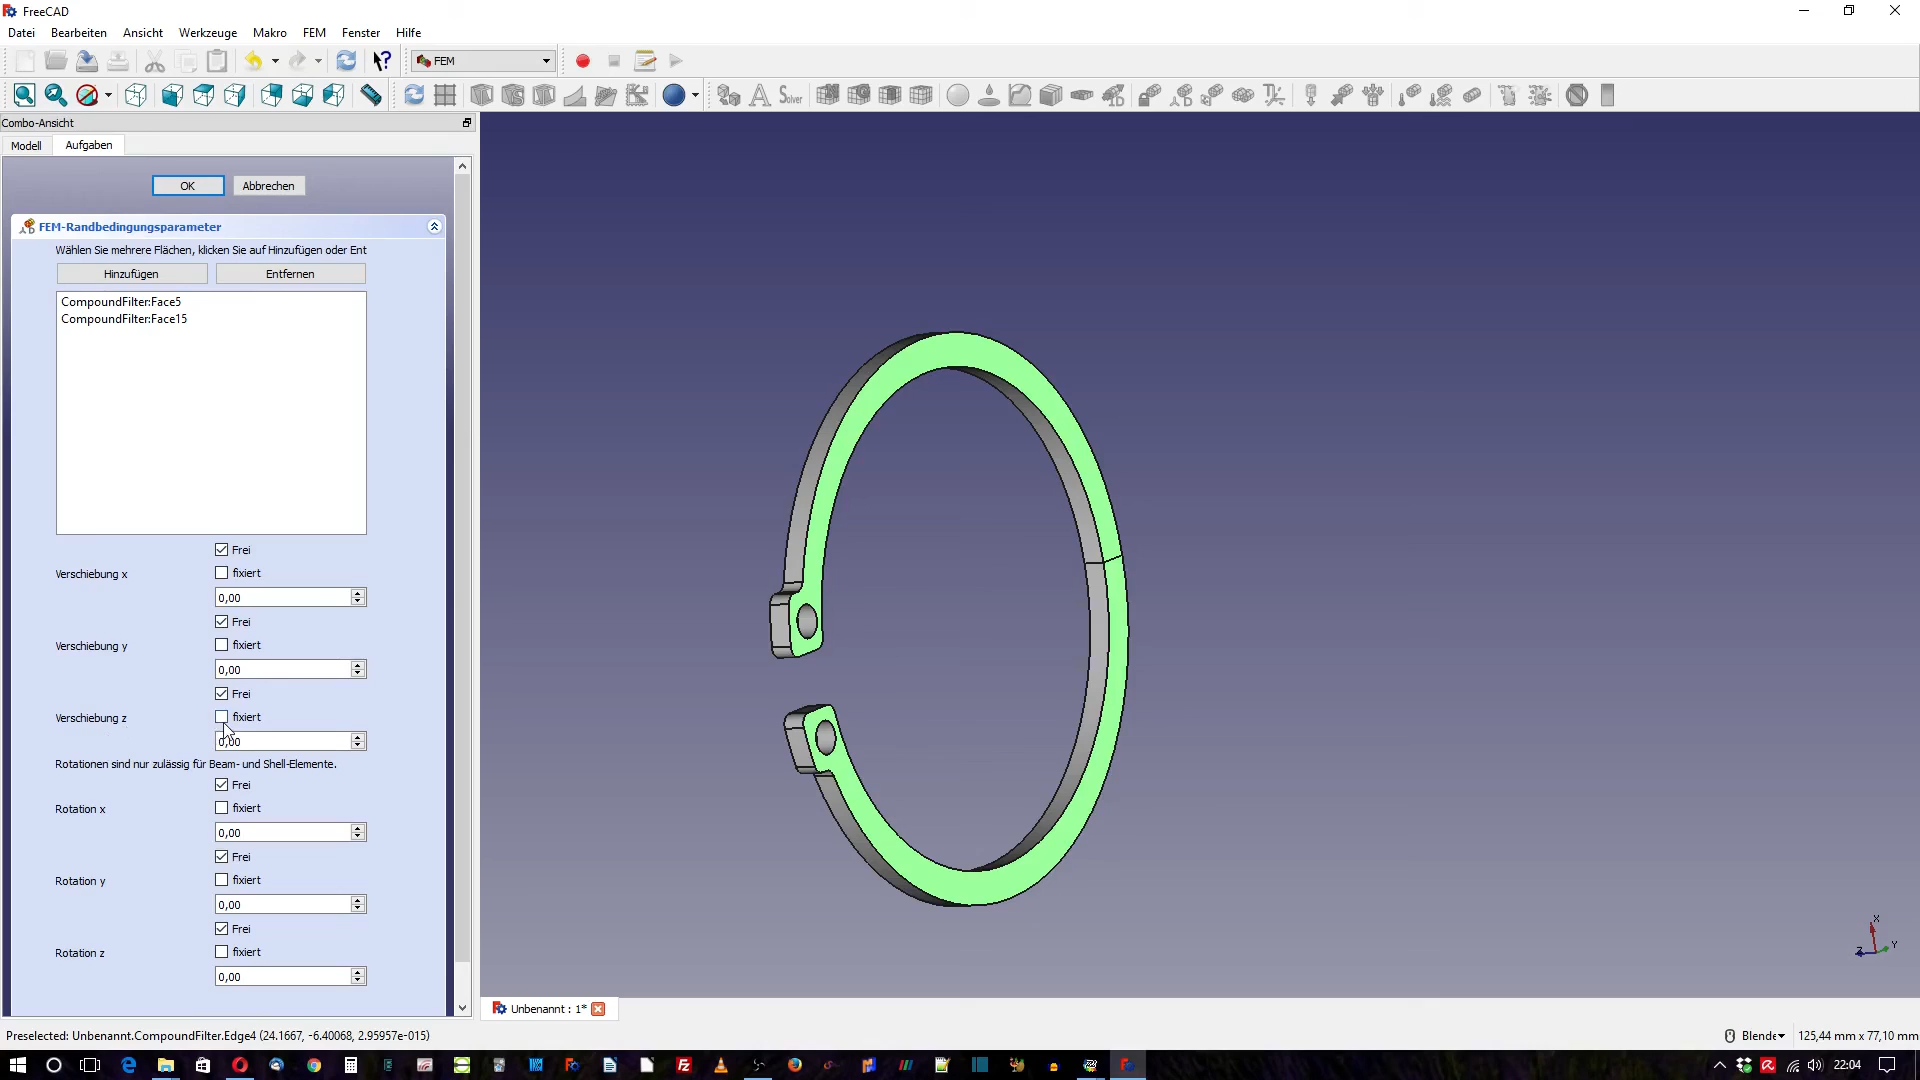 FreeCAD
Datei Bearbeiten Ansicht Werkzeuge Makro FEM Fenster Hilfe
FEM
Solver
Combo-Ansicht
Modell Aufgaben
OK Abbrechen
FEM-Randbedingungsparameter
Wählen Sie mehrere Flächen, klicken Sie auf Hinzufügen oder Ent
Hinzufügen Entfernen
CompoundFilter:Face5
CompoundFilter:Face15
Frei
Verschiebung x fixiert
0,00
Frei
Verschiebung y fixiert
0,00
Frei
Verschiebung z fixiert
0,00
Rotationen sind nur zulässig für Beam- und Shell-Elemente.
Frei
Rotation x fixiert
0,00
Frei
Rotation y fixiert
0,00
Frei
Rotation z fixiert
0,00
X
Y
Z
Unbenannt : 1*
Preselected: Unbenannt.CompoundFilter.Edge4 (24.1667, -6.40068, 2.95957e-015)
Blende 125,44 mm x 77,10 mm
22:04